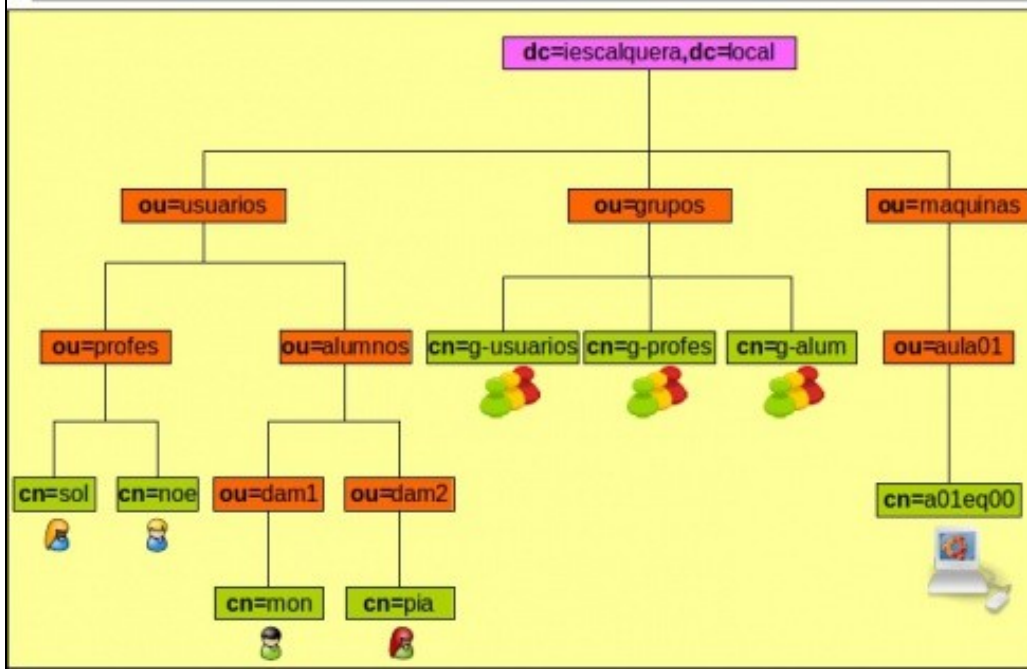 dc=iescalquera,dc=local
ou=usuarios
ou=grupos
ou=maquinas
ou=profes
ou=alumnos
cn=g-usuarios
cn=g-profes
cn=g-alum
ou=aula01
cn=sol
cn=noe
ou=dam1
ou=dam2
cn=a01eq00
cn=mon
cn=pia